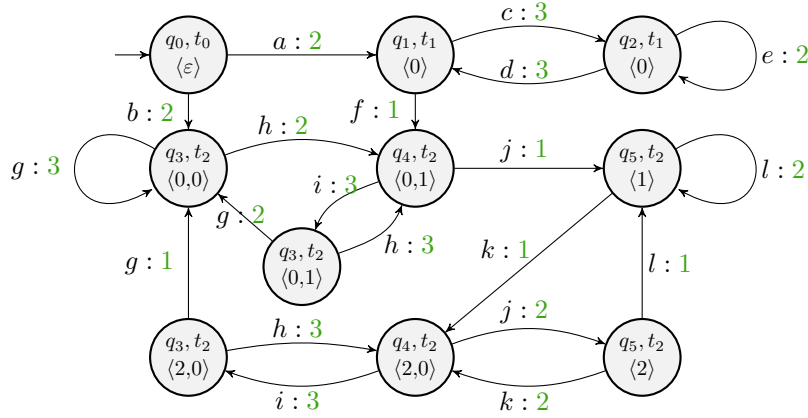 q₀, t₀
⟨ε⟩
a : 2
q₁, t₁
⟨0⟩
c : 3
d : 3
q₂, t₁
⟨0⟩
e : 2
b : 2
f : 1
g : 3
q₃, t₂
⟨0,0⟩
h : 2
q₄, t₂
⟨0,1⟩
j : 1
q₅, t₂
⟨1⟩
l : 2
i : 3
g : 2
h : 3
q₃, t₂
⟨0,1⟩
k : 1
g : 1
l : 1
q₃, t₂
⟨2,0⟩
h : 3
i : 3
q₄, t₂
⟨2,0⟩
j : 2
k : 2
q₅, t₂
⟨2⟩